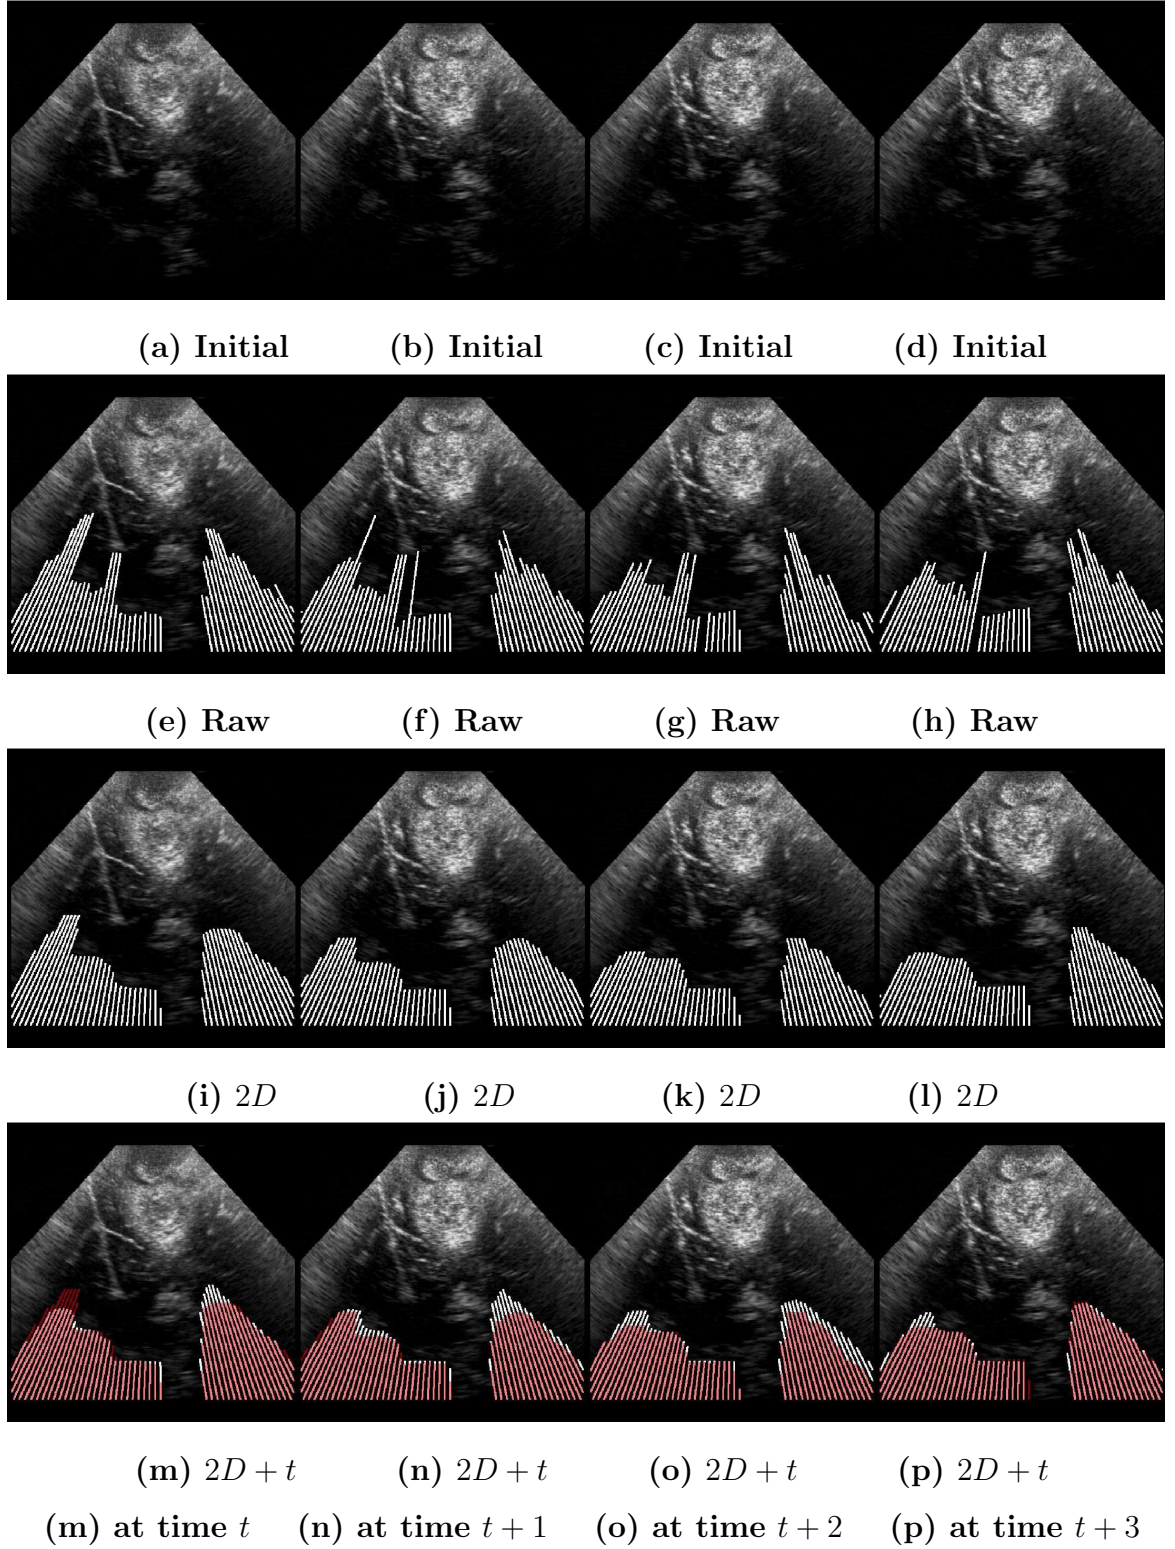 (a) Initial (b) Initial (c) Initial (d) Initial
(e) Raw (f) Raw (g) Raw (h) Raw
(i) 2D (j) 2D (k) 2D (l) 2D
(m) 2D + t (n) 2D + t (o) 2D + t (p) 2D + t
(m) at time t (n) at time t + 1 (o) at time t + 2 (p) at time t + 3